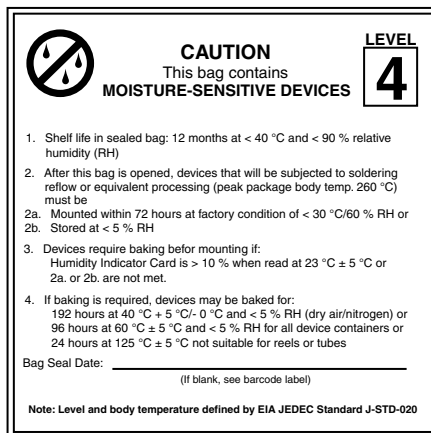 CAUTION
This bag contains
MOISTURE-SENSITIVE DEVICES
LEVEL
4
1. Shelf life in sealed bag: 12 months at < 40 °C and < 90 % relative
humidity (RH)
2. After this bag is opened, devices that will be subjected to soldering
reflow or equivalent processing (peak package body temp. 260 °C)
must be
2a. Mounted within 72 hours at factory condition of < 30 °C/60 % RH or
2b. Stored at < 5 % RH
3. Devices require baking befor mounting if:
Humidity Indicator Card is > 10 % when read at 23 °C ± 5 °C or
2a. or 2b. are not met.
4. If baking is required, devices may be baked for:
192 hours at 40 °C + 5 °C/- 0 °C and < 5 % RH (dry air/nitrogen) or
96 hours at 60 °C ± 5 °C and < 5 % RH for all device containers or
24 hours at 125 °C ± 5 °C not suitable for reels or tubes
Bag Seal Date:
(If blank, see barcode label)
Note: Level and body temperature defined by EIA JEDEC Standard J-STD-020